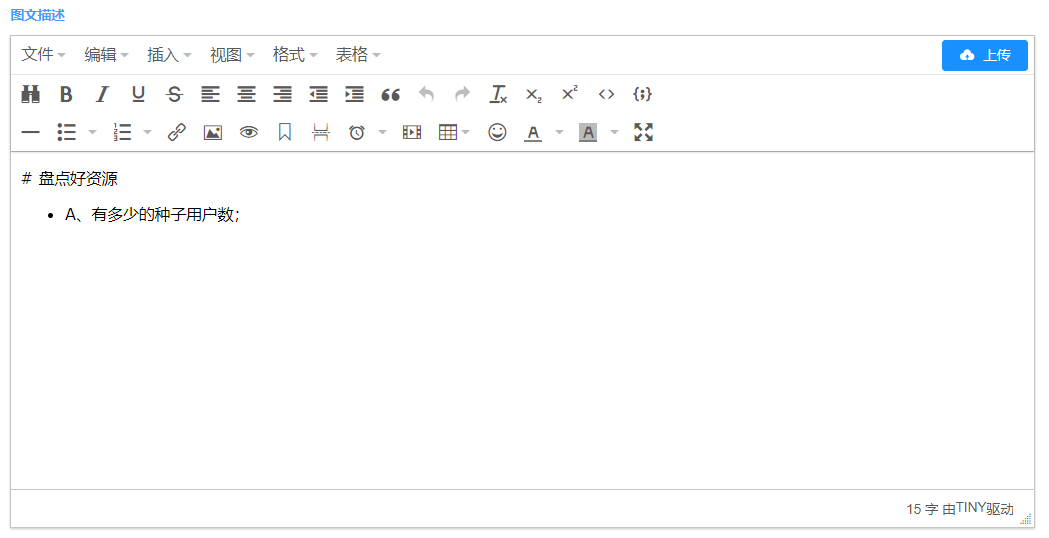 图文描述
文件 编辑 插入 视图 格式 表格 上传
# 盘点好资源
• A、有多少的种子用户数；
15 字 由TINY驱动